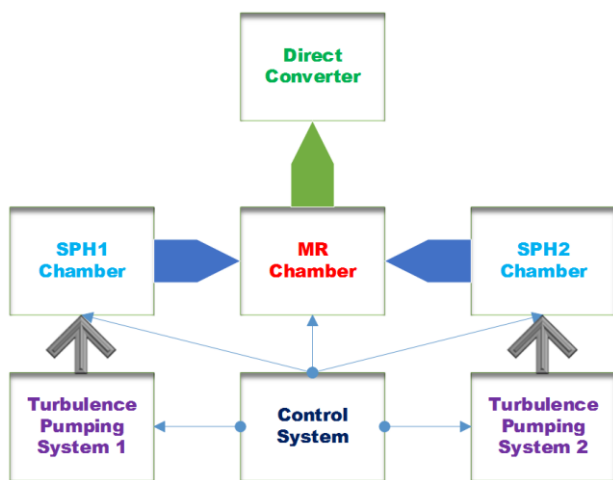 Direct
Converter
SPH1
Chamber
MR
Chamber
SPH2
Chamber
Turbulence
Pumping
System 1
Control
System
Turbulence
Pumping
System 2